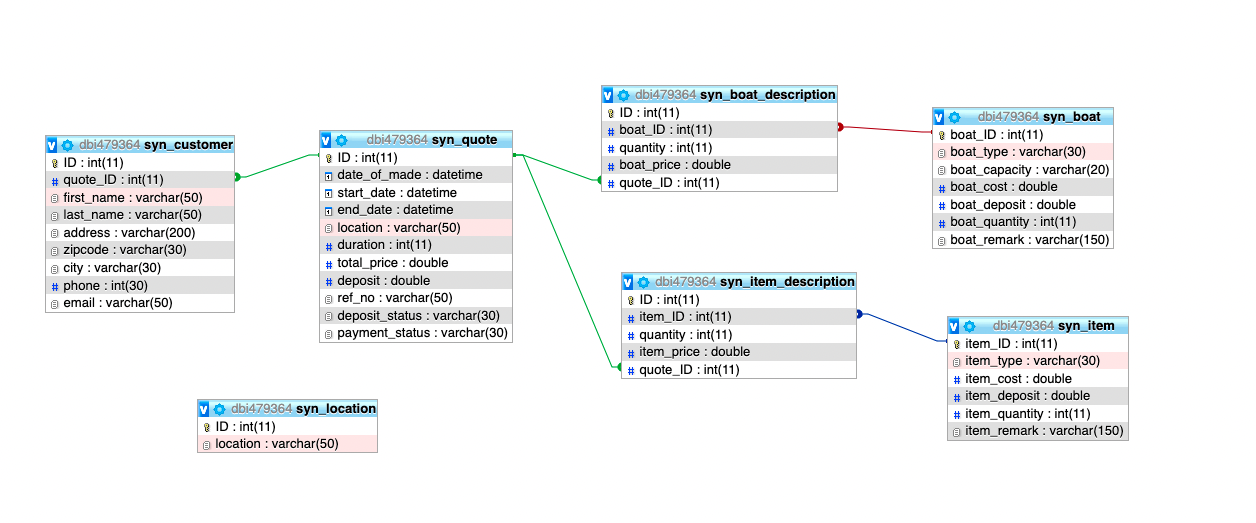 dbi479364 syn_customer
ID : int(11)
quote_ID : int(11)
first_name : varchar(50)
last_name : varchar(50)
address : varchar(200)
zipcode : varchar(30)
city : varchar(30)
phone : int(30)
email : varchar(50)
dbi479364 syn_quote
ID : int(11)
date_of_made : datetime
start_date : datetime
end_date : datetime
location : varchar(50)
duration : int(11)
total_price : double
deposit : double
ref_no : varchar(50)
deposit_status : varchar(30)
payment_status : varchar(30)
dbi479364 syn_boat_description
ID : int(11)
boat_ID : int(11)
quantity : int(11)
boat_price : double
quote_ID : int(11)
dbi479364 syn_boat
boat_ID : int(11)
boat_type : varchar(30)
boat_capacity : varchar(20)
boat_cost : double
boat_deposit : double
boat_quantity : int(11)
boat_remark : varchar(150)
dbi479364 syn_item_description
ID : int(11)
item_ID : int(11)
quantity : int(11)
item_price : double
quote_ID : int(11)
dbi479364 syn_item
item_ID : int(11)
item_type : varchar(30)
item_cost : double
item_deposit : double
item_quantity : int(11)
item_remark : varchar(150)
dbi479364 syn_location
ID : int(11)
location : varchar(50)